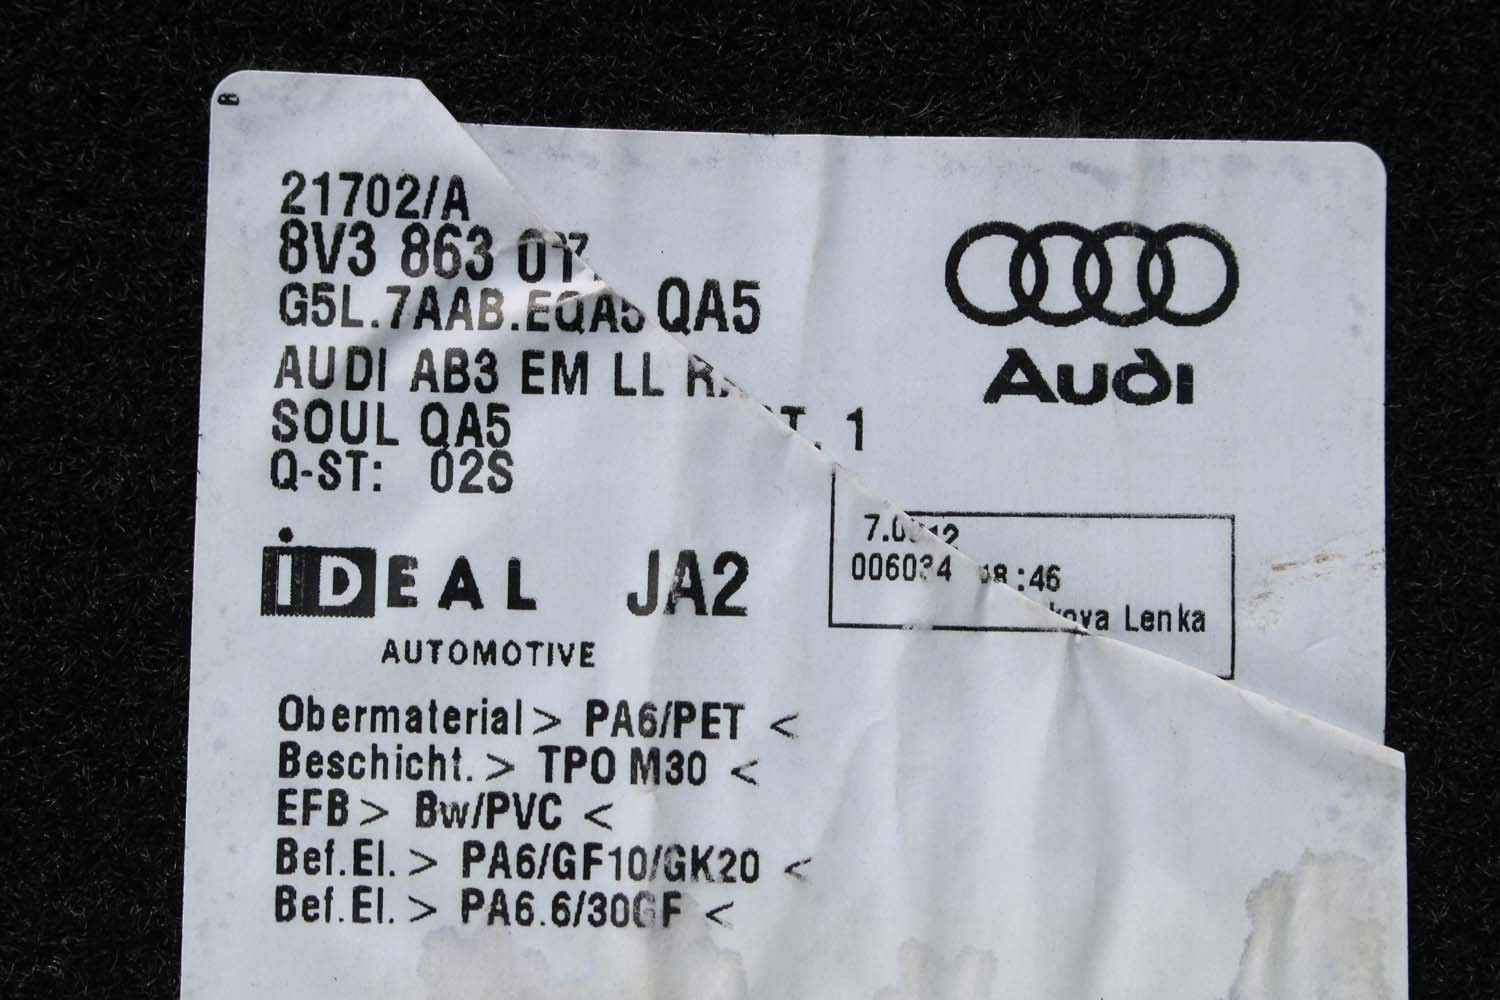 B
21702/A
8V3 863
G5L.7AAB.EQA5 QA5
AUDI AB3 EM LL
1
SOUL QA5
Q-ST: 02S
Audi
iDEAL JA2
AUTOMOTIVE
:46
Lenka
Obermaterial> PA6/PET <
Beschicht.> TPO M30 <
EFB> Bw/PVC <
Bef.El.> PA6/GF10/GK20 <
Bef.El.> PA6.6/30GF <